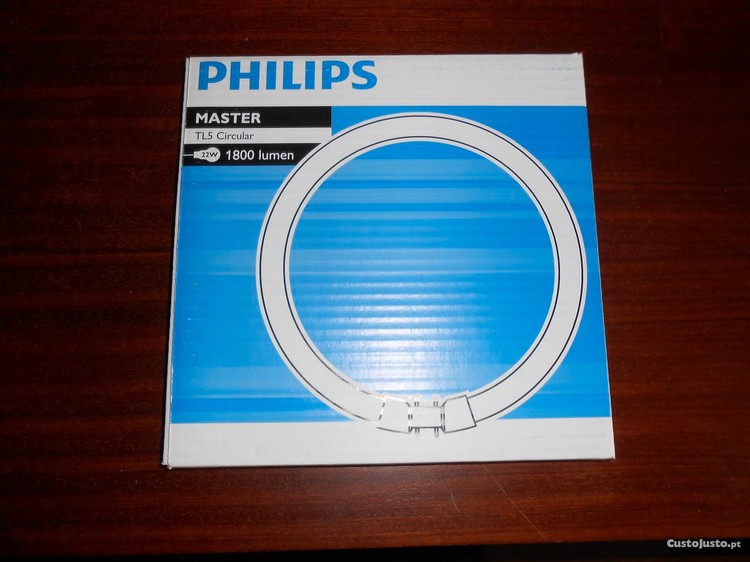 PHILIPS
MASTER
TL5 Circular
22W 1800 lumen
CustoJusto.pt